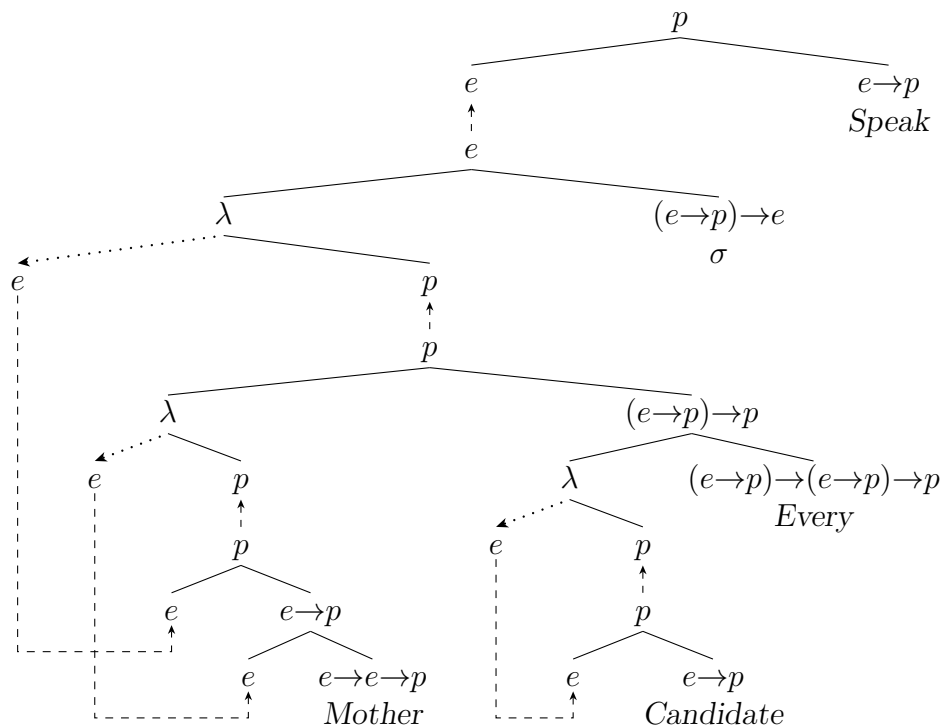 p
e e→p
Speak
e
λ (e→p)→e
σ
e p
p
λ (e→p)→p
e p λ (e→p)→(e→p)→p
Every
p e p
e e→p p
e e→e→p e e→p
Mother Candidate